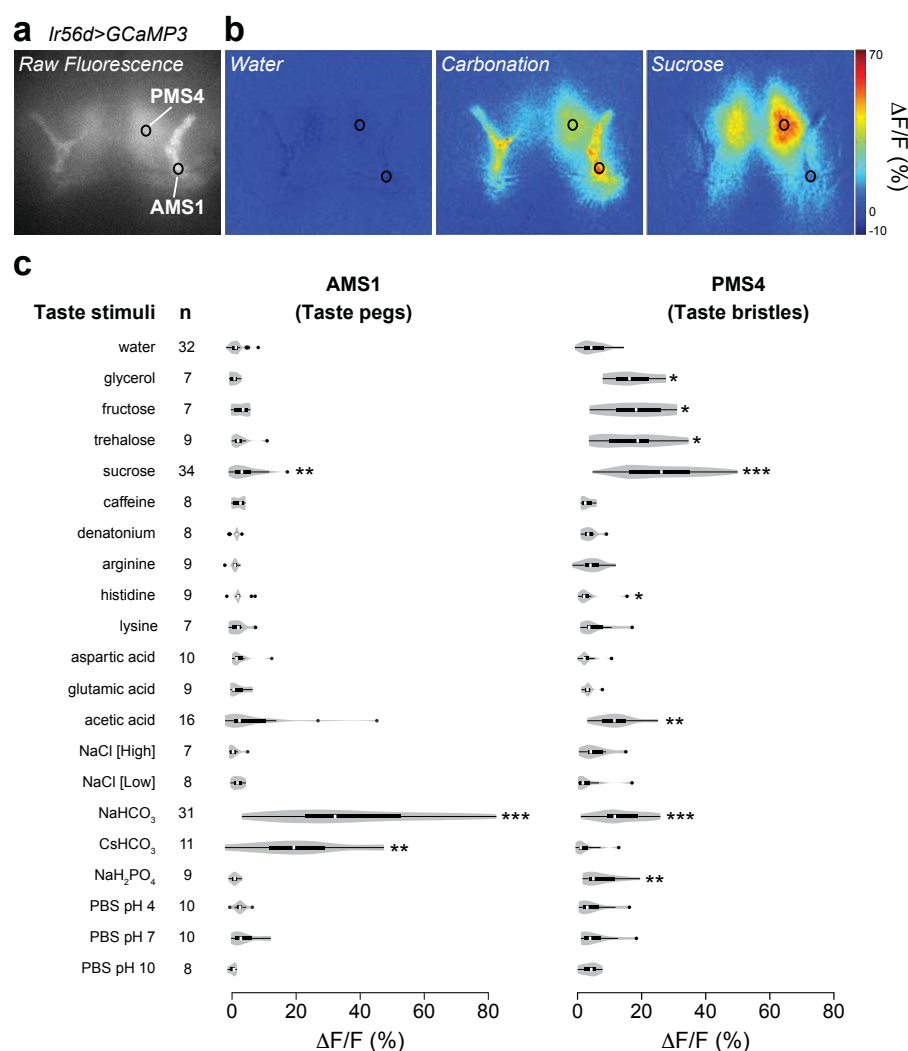 a Ir56d>GCaMP3
Raw Fluorescence
PMS4
AMS1
b
Water
Carbonation
Sucrose
70
0
-10
ΔF/F (%)
c
AMS1
(Taste pegs)
PMS4
(Taste bristles)
Taste stimuli n
water 32
glycerol 7 *
fructose 7 *
trehalose 9 *
sucrose 34 ** ***
caffeine 8
denatonium 8
arginine 9
histidine 9 *
lysine 7
aspartic acid 10
glutamic acid 9
acetic acid 16 **
NaCl [High] 7
NaCl [Low] 8
NaHCO₃ 31 *** ***
CsHCO₃ 11 **
NaH₂PO₄ 9 **
PBS pH 4 10
PBS pH 7 10
PBS pH 10 8
0 20 40 60 80 0 20 40 60 80
ΔF/F (%) ΔF/F (%)